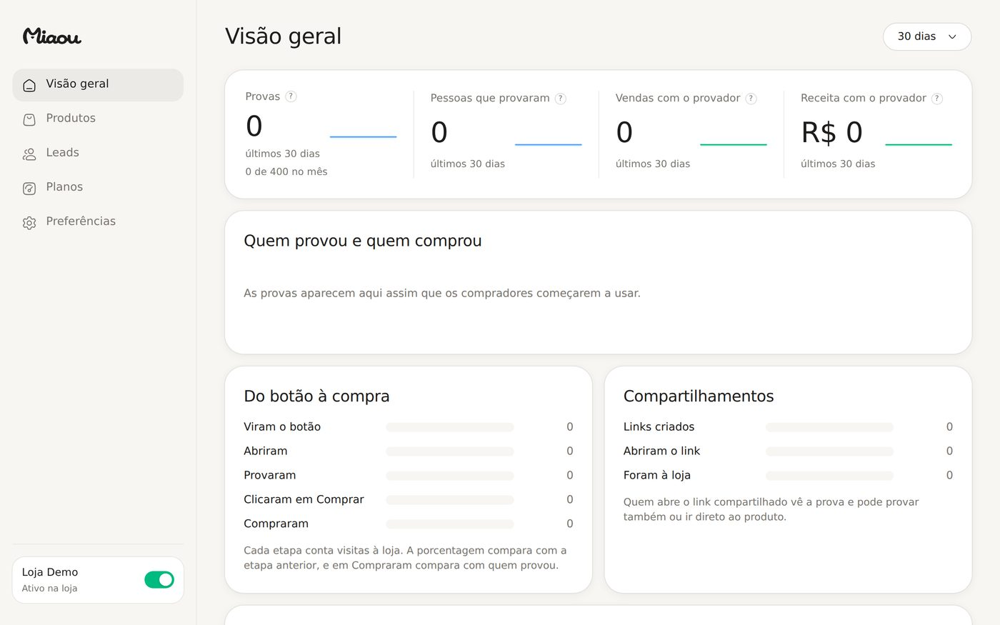 Miaou
Visão geral
Produtos
Leads
Planos
Preferências
Loja Demo
Ativo na loja
Visão geral
30 dias
Provas ?
0
últimos 30 dias
0 de 400 no mês
Pessoas que provaram ?
0
últimos 30 dias
Vendas com o provador ?
0
últimos 30 dias
Receita com o provador ?
R$ 0
últimos 30 dias
Quem provou e quem comprou
As provas aparecem aqui assim que os compradores começarem a usar.
Do botão à compra
Viram o botão 0
Abriram 0
Provaram 0
Clicaram em Comprar 0
Compraram 0
Cada etapa conta visitas à loja. A porcentagem compara com a
etapa anterior, e em Compraram compara com quem provou.
Compartilhamentos
Links criados 0
Abriram o link 0
Foram à loja 0
Quem abre o link compartilhado vê a prova e pode provar
também ou ir direto ao produto.